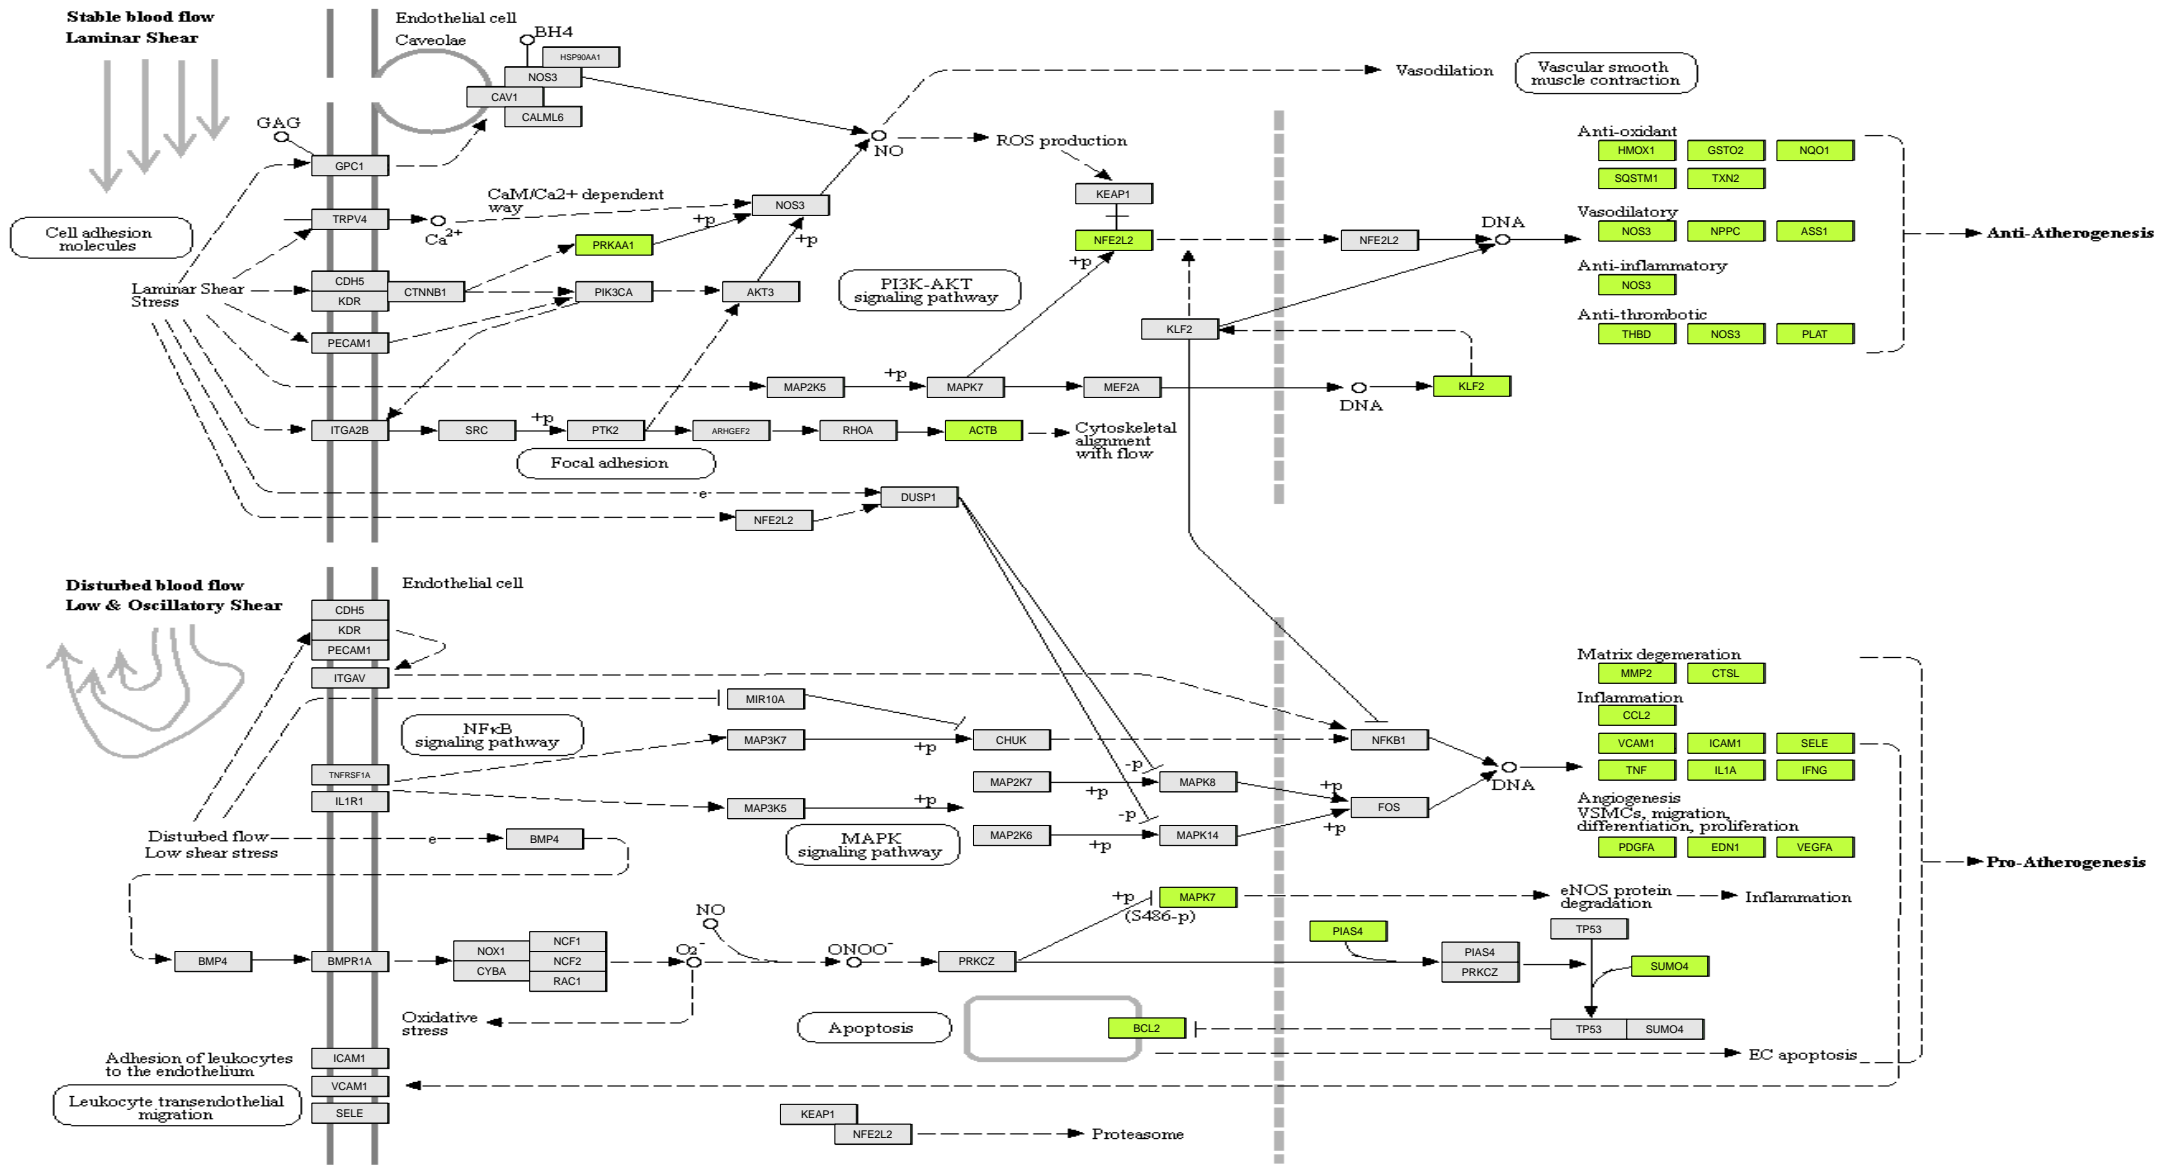 Stable blood flow
Laminar Shear
Endothelial cell
Caveolae
BH4
HSP90AA1
NOS3
CAV1
CALML6
Vasodilation
Vascular smooth
muscle contraction
GAG
GPC1
NO
ROS production
Anti-oxidant
HMOX1 GSTO2 NQO1
SQSTM1 TXN2
KEAP1
CaM/Ca2+ dependent
way
NOS3
TRPV4
Ca2+
+p
+p
Cell adhesion
molecules
PRKAA1
NFE2L2
+p
NFE2L2
DNA
Vasodilatory
NOS3 NPPC ASS1
Anti-Atherogenesis
Anti-inflammatory
NOS3
Laminar Shear
Stress
CDH5
KDR
CTNNB1
PIK3CA
AKT3
PI3K-AKT
signaling pathway
Anti-thrombotic
THBD NOS3 PLAT
KLF2
PECAM1
MAP2K5
+p
MAPK7
MEF2A
DNA
KLF2
ITGA2B
SRC
+p
PTK2
ARHGEF2
RHOA
ACTB
Cytoskeletal
alignment
with flow
Focal adhesion
e
DUSP1
NFE2L2
Disturbed blood flow
Low & Oscillatory Shear
Endothelial cell
CDH5
KDR
PECAM1
ITGAV
MIR10A
NFκB
signaling pathway
MAP3K7
+p
CHUK
NFKB1
Matrix degemeration
MMP2 CTSL
Inflammation
CCL2
VCAM1 ICAM1 SELE
TNF IL1A IFNG
TNFRSF1A
IL1R1
MAP3K5
+p
MAP2K7
+p
-p
MAPK8
+p
FOS
DNA
Angiogenesis
VSMCs, migration,
differentiation, proliferation
PDGFA EDN1 VEGFA
MAPK
signaling pathway
MAP2K6
+p
-p
MAPK14
+p
Disturbed flow
Low shear stress
e
BMP4
Pro-Atherogenesis
+p
(S486-p)
MAPK7
eNOS protein
degradation
Inflammation
BMP4
BMPR1A
NOX1
CYBA
NCF1
NCF2
RAC1
O2-
NO
ONOO-
PRKCZ
PIAS4
PIAS4
PRKCZ
TP53
SUMO4
Oxidative
stress
Apoptosis
BCL2
TP53 SUMO4
EC apoptosis
Adhesion of leukocytes
to the endothelium
ICAM1
VCAM1
SELE
Leukocyte transendothelial
migration
KEAP1
NFE2L2
Proteasome